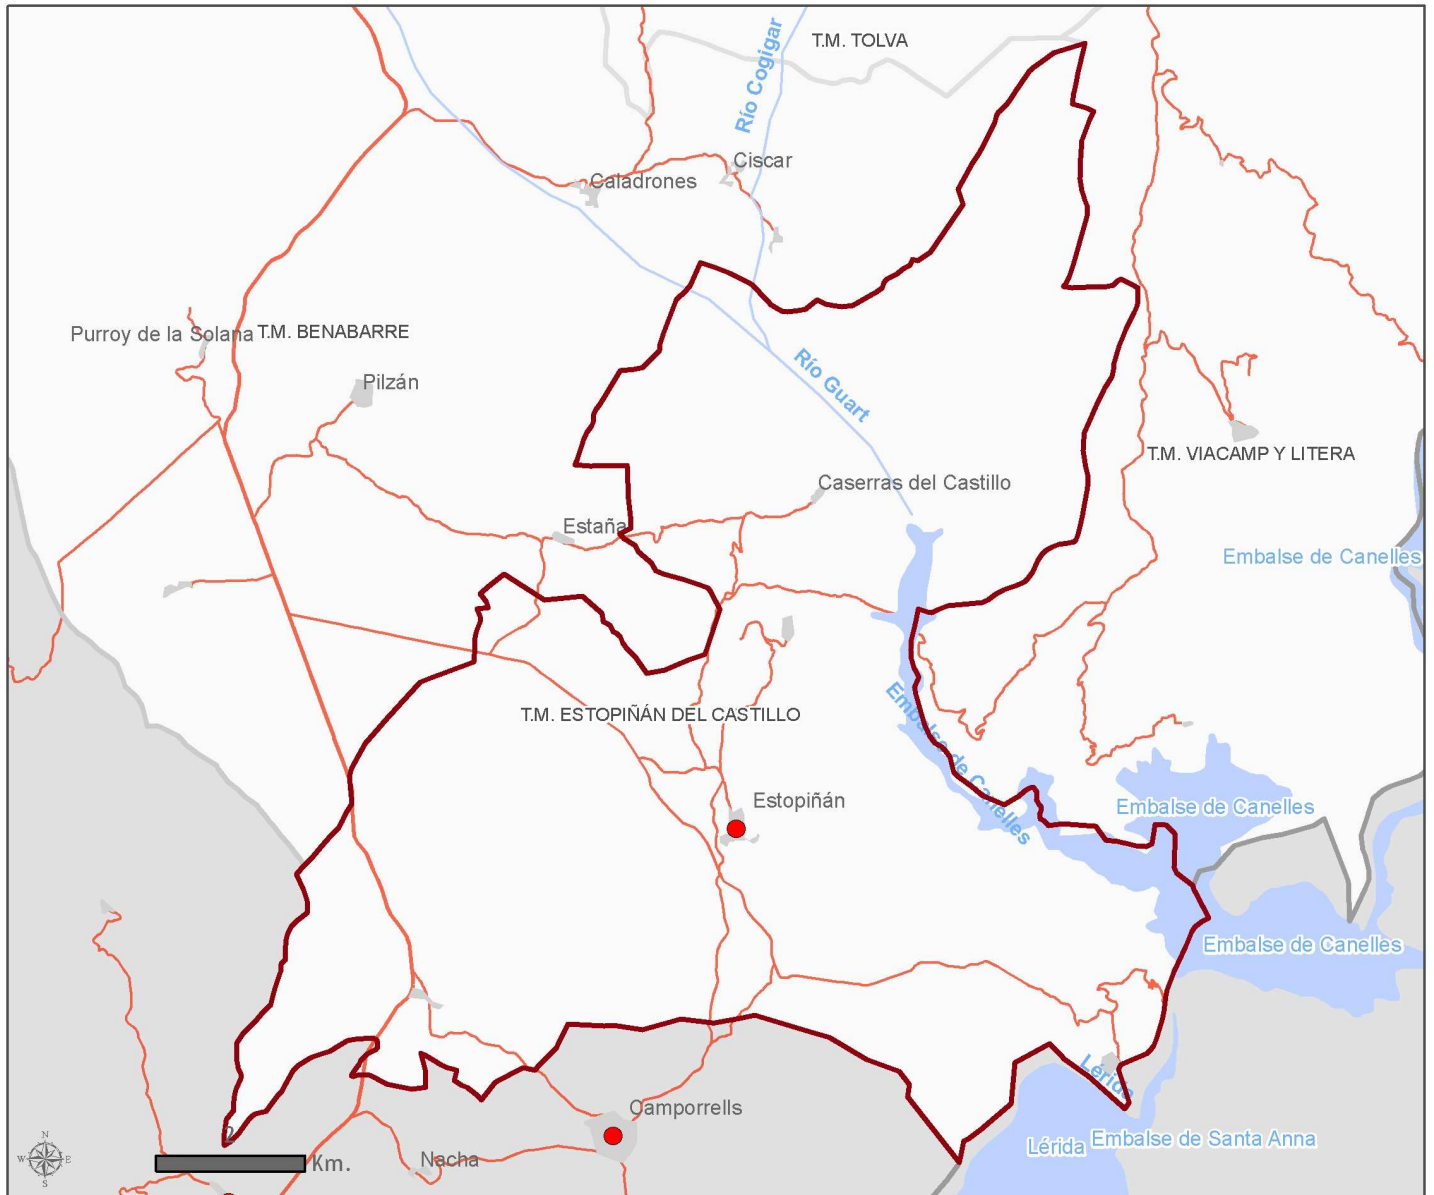 T.M. TOLVA
Río Cogigar
Ciscar
Caladrones
Purroy de la Solana
T.M. BENABARRE
Pilzán
Río Guart
T.M. VIACAMP Y LITERA
Caserras del Castillo
Estaña
Embalse de Canelles
T.M. ESTOPIÑÁN DEL CASTILLO
Embalse de Canelles
Estopiñán
Embalse de Canelles
Embalse de Canelles
Lérida
Camporrells
2
Km.
Nacha
Lérida
Embalse de Santa Anna
N
W
E
S